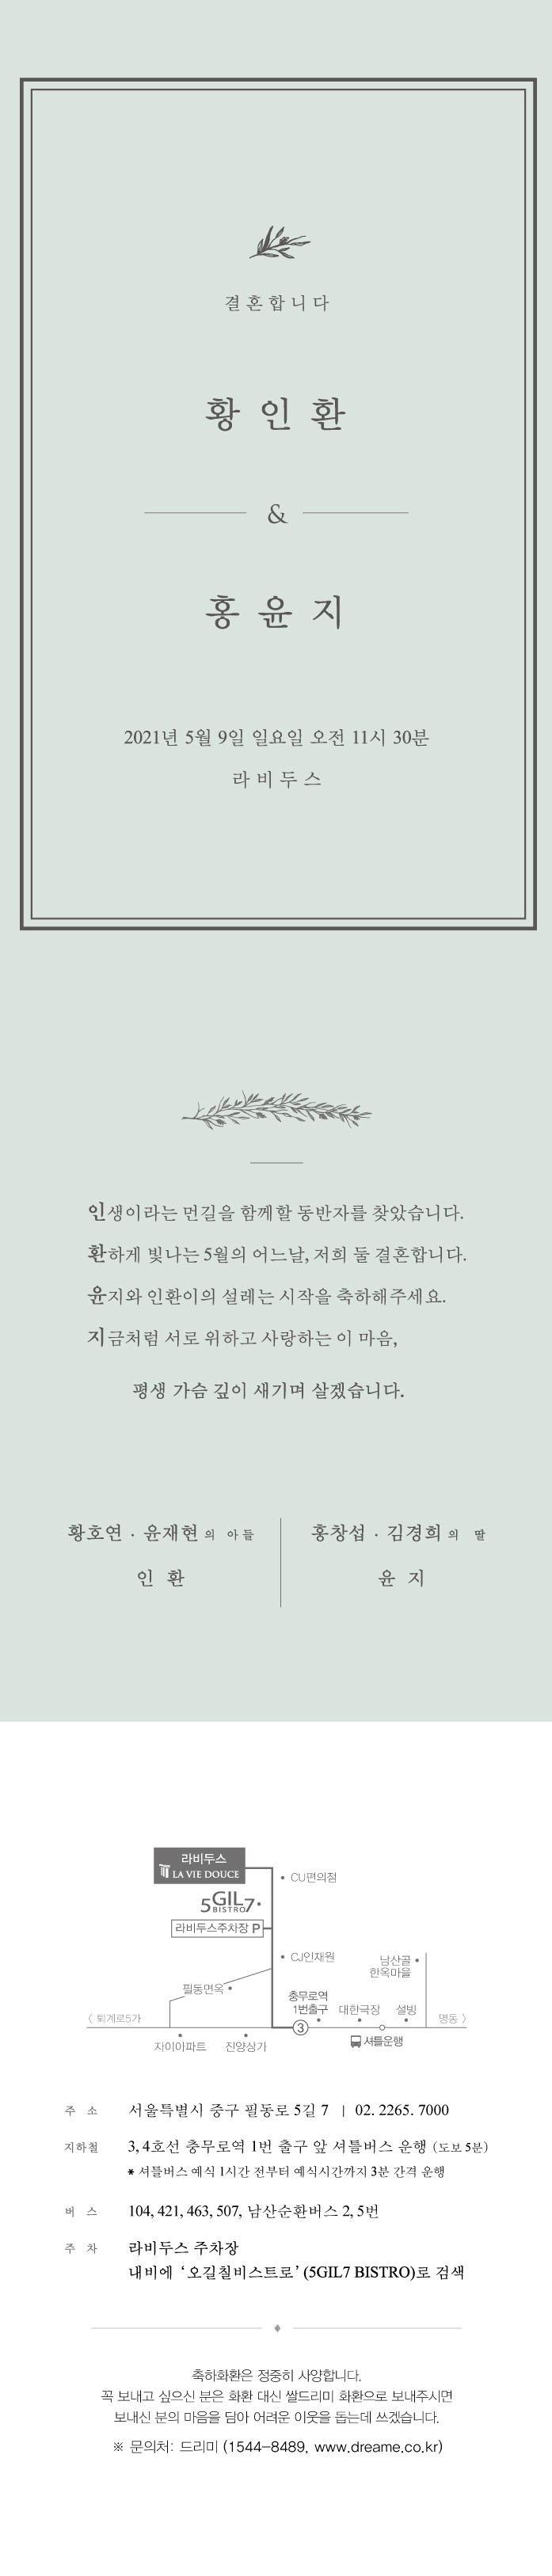 결혼합니다
황인환
&
홍윤지
2021년 5월 9일 일요일 오전 11시 30분
라비두스
인생이라는 먼길을 함께할 동반자를 찾았습니다.
환하게 빛나는 5월의 어느날, 저희 둘 결혼합니다.
윤지와 인환이의 설레는 시작을 축하해주세요.
지금처럼 서로 위하고 사랑하는 이 마음,
평생 가슴 깊이 새기며 살겠습니다.
황호연 · 윤재현 의 아들
인 환
홍창섭 · 김경희 의 딸
윤 지
라비두스
LA VIE DOUCE
• CU편의점
5GIL7
BISTRO
라비두스주차장 P
• CJ인재원
남산골
한옥마을
필동면옥 •
충무로역
1번출구
대한극장
설빙
〈 퇴계로5가
명동 〉
3
자이아파트
진양상가
셔틀운행
주 소 서울특별시 중구 필동로 5길 7 | 02. 2265. 7000
지하철 3, 4호선 충무로역 1번 출구 앞 셔틀버스 운행 (도보 5분)
* 셔틀버스 예식 1시간 전부터 예식시간까지 3분 간격 운행
버 스 104, 421, 463, 507, 남산순환버스 2, 5번
주 차 라비두스 주차장
내비에 ‘오길칠비스트로’ (5GIL7 BISTRO)로 검색
축하화환은 정중히 사양합니다.
꼭 보내고 싶으신 분은 화환 대신 쌀드리미 화환으로 보내주시면
보내신 분의 마음을 담아 어려운 이웃을 돕는데 쓰겠습니다.
※ 문의처: 드리미 (1544-8489, www.dreame.co.kr)